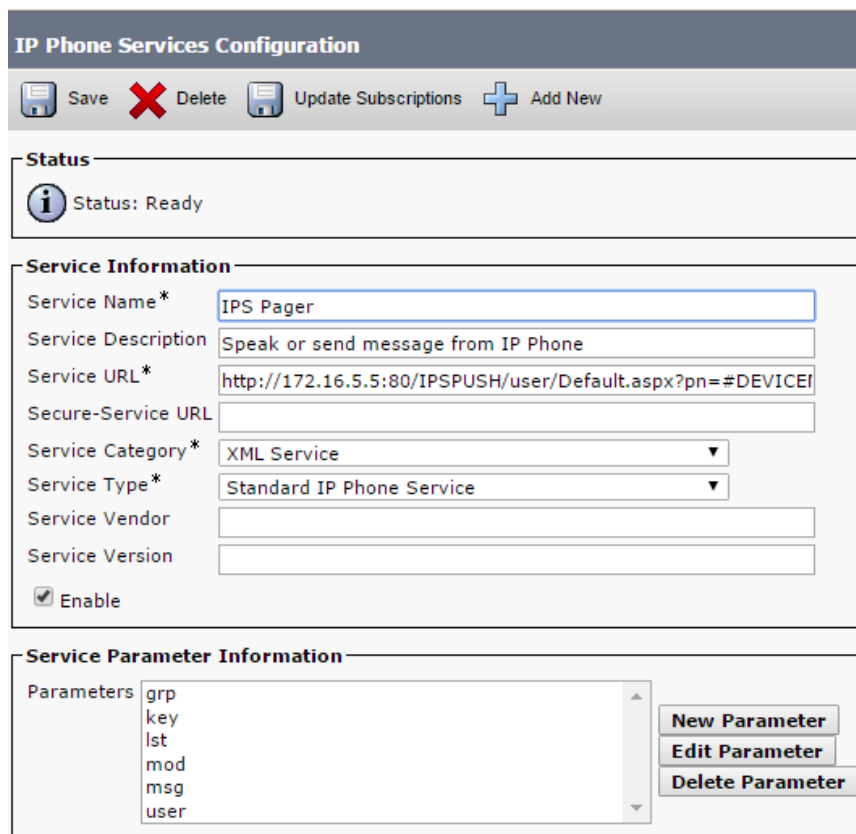 IP Phone Services Configuration
Save Delete Update Subscriptions Add New
Status
Status: Ready
Service Information
Service Name*
IPS Pager
Service Description
Speak or send message from IP Phone
Service URL*
http://172.16.5.5:80/IPSPUSH/user/Default.aspx?pn=#DEVICE
Secure-Service URL
Service Category*
XML Service
Service Type*
Standard IP Phone Service
Service Vendor
Service Version
Enable
Service Parameter Information
Parameters
grp
key
lst
mod
msg
user
New Parameter
Edit Parameter
Delete Parameter